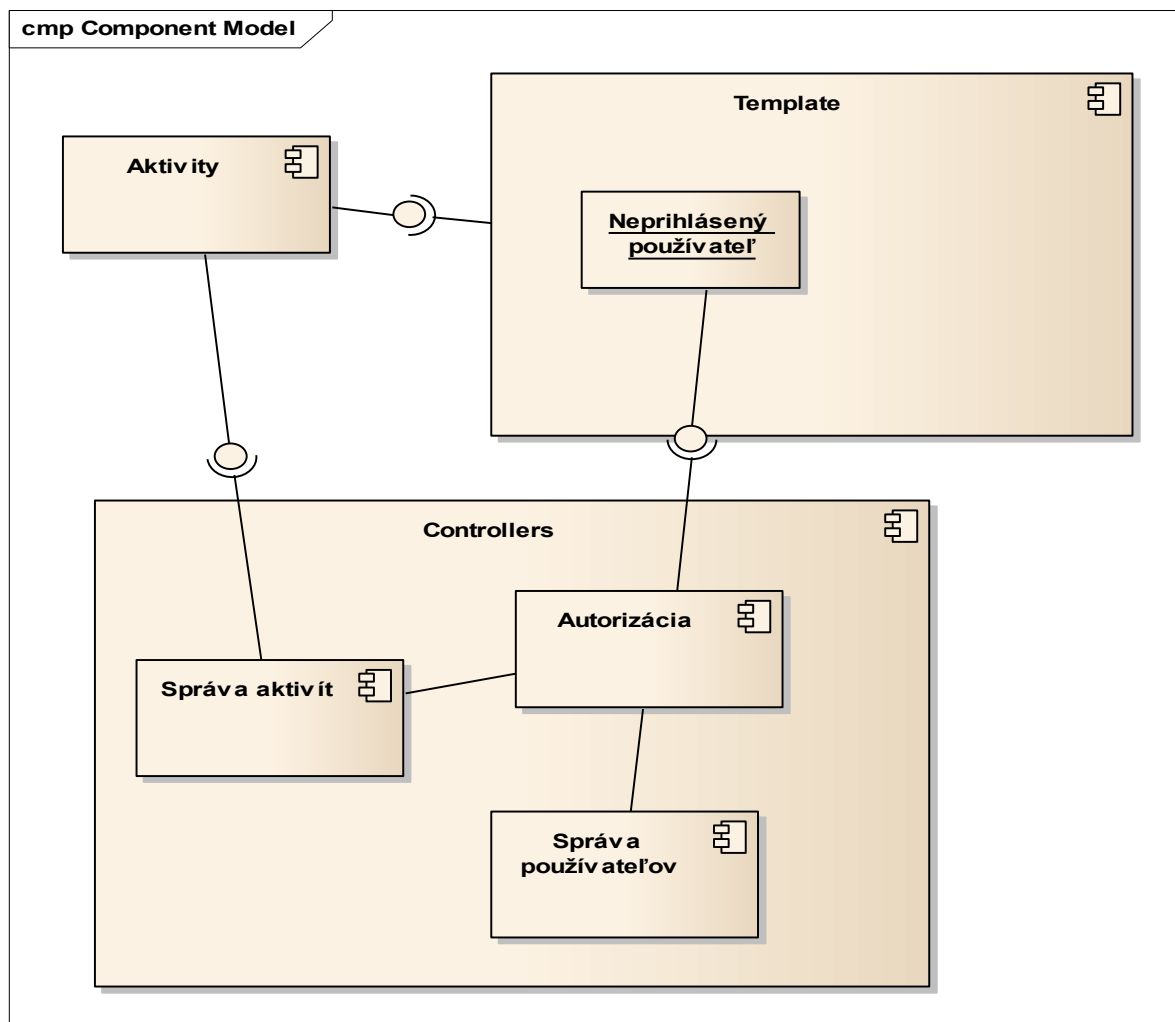 cmp Component Model
Template
Aktivity
Neprihlásený
používateľ
Controllers
Autorizácia
Správa aktivít
Správa
používateľov